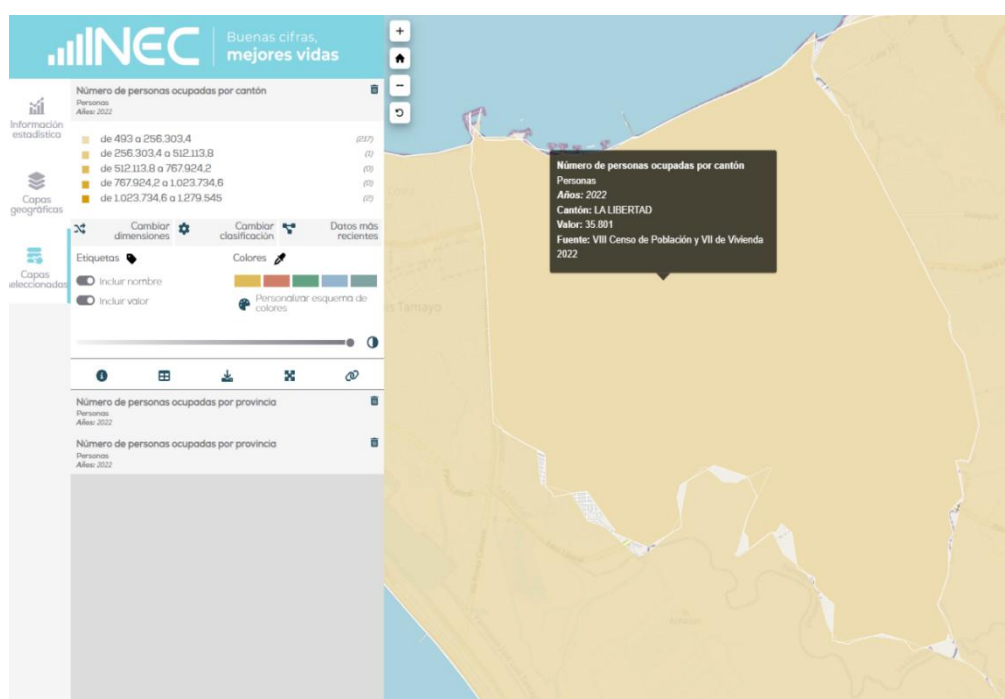 INEC
Buenas cifras,
mejores vidas
Información
estadística
Capas
geográficas
Capas
seleccionadas
Número de personas ocupadas por cantón
Personas
Años: 2022
de 493 a 256.303,4 (217)
de 256.303,4 a 512.113,8 (1)
de 512.113,8 a 767.924,2 (0)
de 767.924,2 a 1.023.734,6 (0)
de 1.023.734,6 a 1.279.545 (2)
Cambiar
dimensiones
Cambiar
clasificación
Datos más
recientes
Etiquetas
Colores
Incluir nombre
Incluir valor
Personalizar esquema de
colores
Número de personas ocupadas por provincia
Personas
Años: 2022
Número de personas ocupadas por provincia
Personas
Años: 2022
Número de personas ocupadas por cantón
Personas
Años: 2022
Cantón: LA LIBERTAD
Valor: 35.801
Fuente: VIII Censo de Población y VII de Vivienda
2022
Tamayo